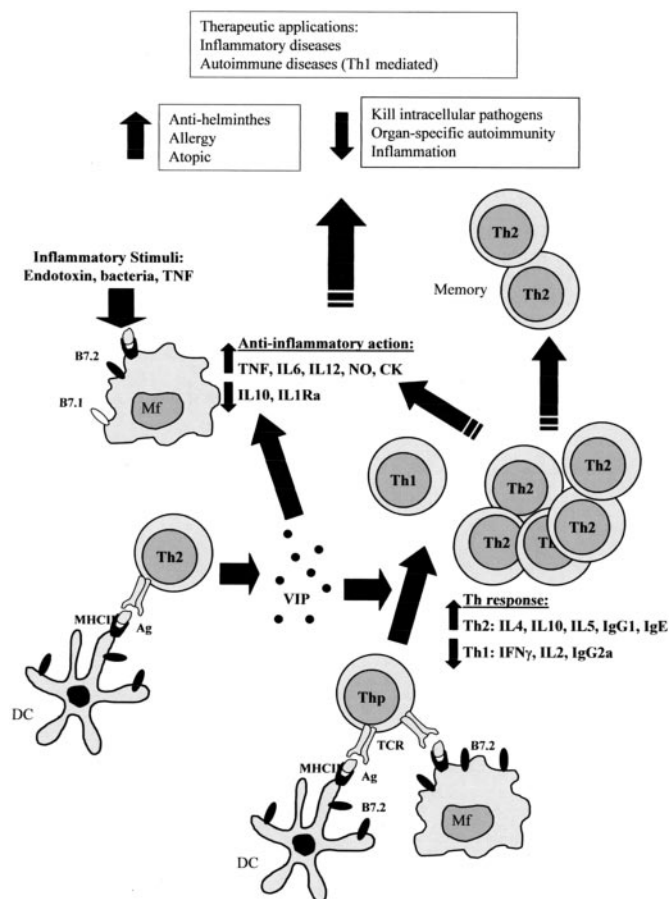 Therapeutic applications:
Inflammatory diseases
Autoimmune diseases (Th1 mediated)
Anti-helminthes
Allergy
Atopic
Kill intracellular pathogens
Organ-specific autoimmunity
Inflammation
Th2
Th2
Memory
Inflammatory Stimuli:
Endotoxin, bacteria, TNF
B7.2
B7.1
Mf
Anti-inflammatory action:
TNF, IL6, IL12, NO, CK
IL10, IL1Ra
Th1
Th2
Th2
Th2
Th2
Th2
VIP
MHCII
Ag
DC
Th response:
Th2: IL4, IL10, IL5, IgG1, IgE
Th1: IFNγ, IL2, IgG2a
Thp
TCR
MHCII
Ag
B7.2
B7.2
Mf
DC